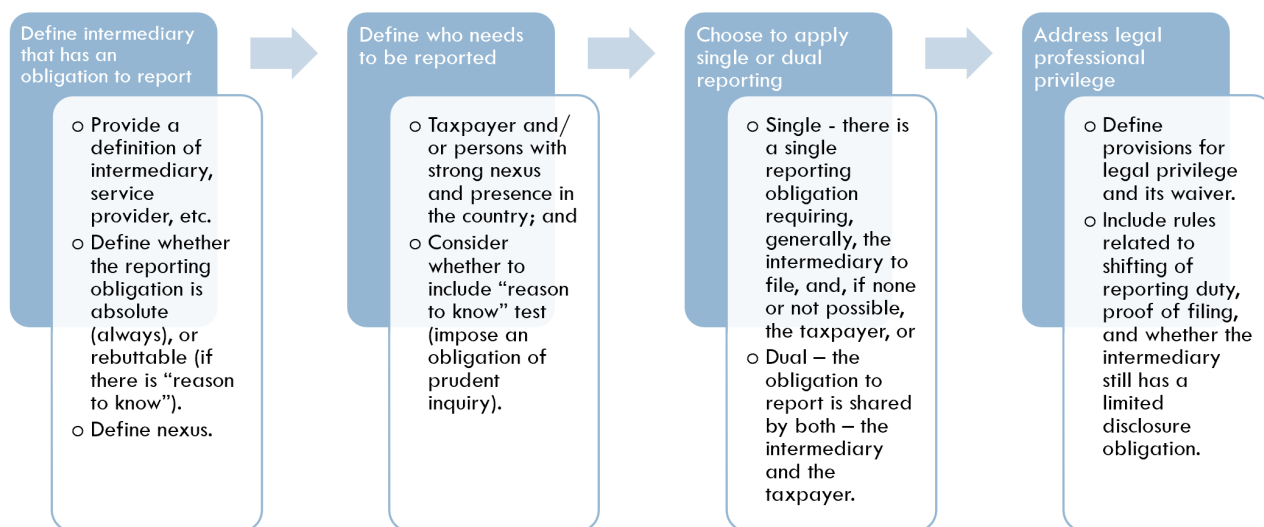 Define intermediary
that has an
obligation to report
○ Provide a
definition of
intermediary,
service
provider, etc.
○ Define whether
the reporting
obligation is
absolute
(always), or
rebuttable (if
there is “reason
to know”).
○ Define nexus.
Define who needs
to be reported
○ Taxpayer and/
or persons with
strong nexus
and presence in
the country; and
○ Consider
whether to
include “reason
to know” test
(impose an
obligation of
prudent
inquiry).
Choose to apply
single or dual
reporting
○ Single - there is
a single
reporting
obligation
requiring,
generally, the
intermediary to
file, and, if none
or not possible,
the taxpayer, or
○ Dual – the
obligation to
report is shared
by both – the
intermediary
and the
taxpayer.
Address legal
professional
privilege
○ Define
provisions for
legal privilege
and its waiver.
○ Include rules
related to
shifting of
reporting duty,
proof of filing,
and whether the
intermediary
still has a
limited
disclosure
obligation.